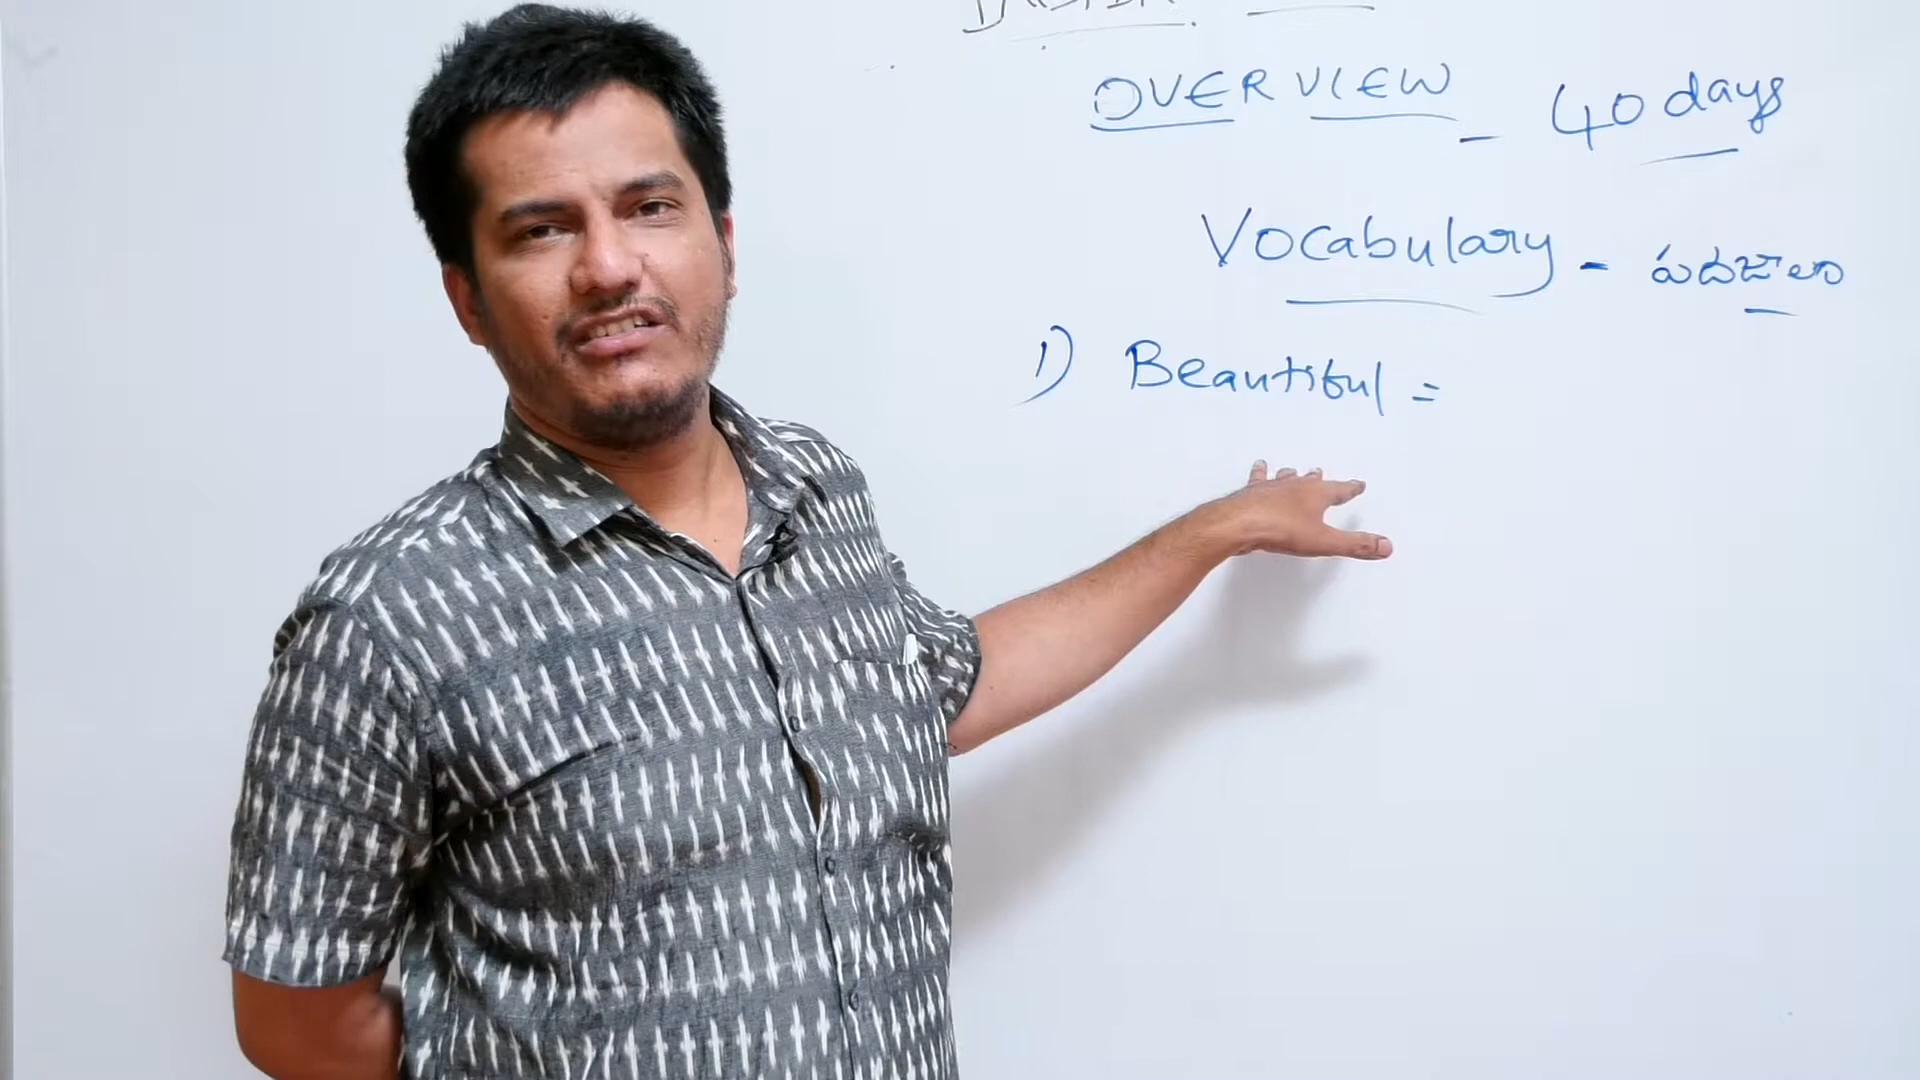 OVERVIEW - 40 days
Vocabulary - పదజాలం
1) Beautiful =